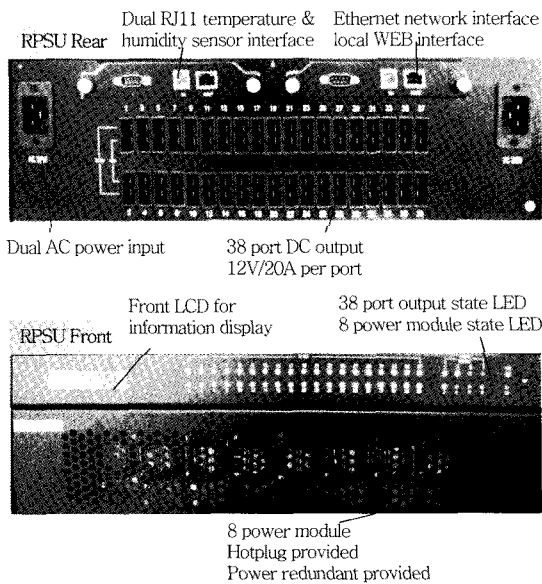 RPSU Rear
Dual RJ11 temperature &
humidity sensor interface
Ethernet network interface
local WEB interface
Dual AC power input
38 port DC output
12V/20A per port
RPSU Front
Front LCD for
information display
38 port output state LED
8 power module state LED
8 power module
Hotplug provided
Power redundant provided